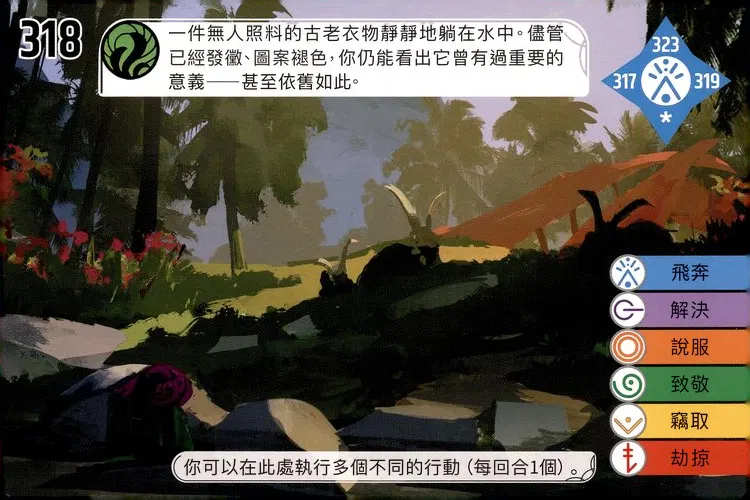 318
一件無人照料的古老衣物靜靜地躺在水中。儘管
已經發黴、圖案褪色，你仍能看出它曾有過重要的
意義——甚至依舊如此。
323
317
319
*
飛奔
解決
說服
致敬
竊取
劫掠
你可以在此處執行多個不同的行動（每回合1個）。